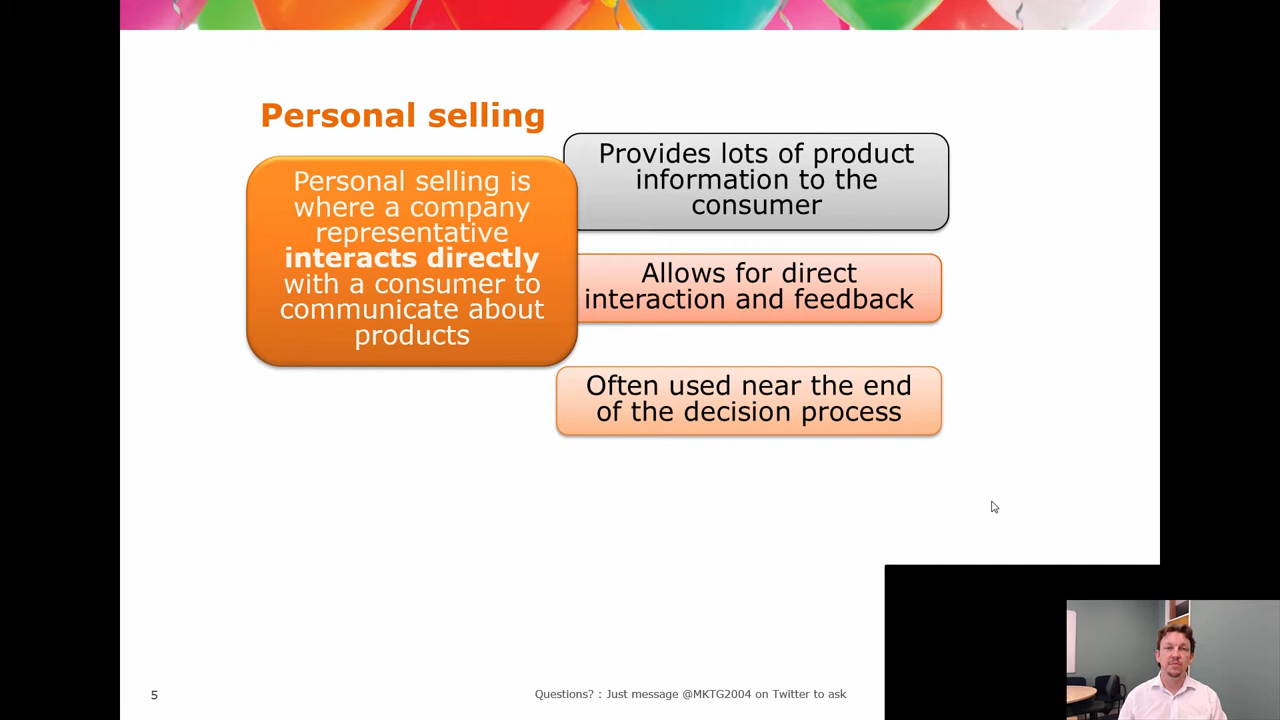 Personal selling
Personal selling is
where a company
representative
interacts directly
with a consumer to
communicate about
products
Provides lots of product
information to the
consumer
Allows for direct
interaction and feedback
Often used near the end
of the decision process
5
Questions? : Just message @MKTG2004 on Twitter to ask